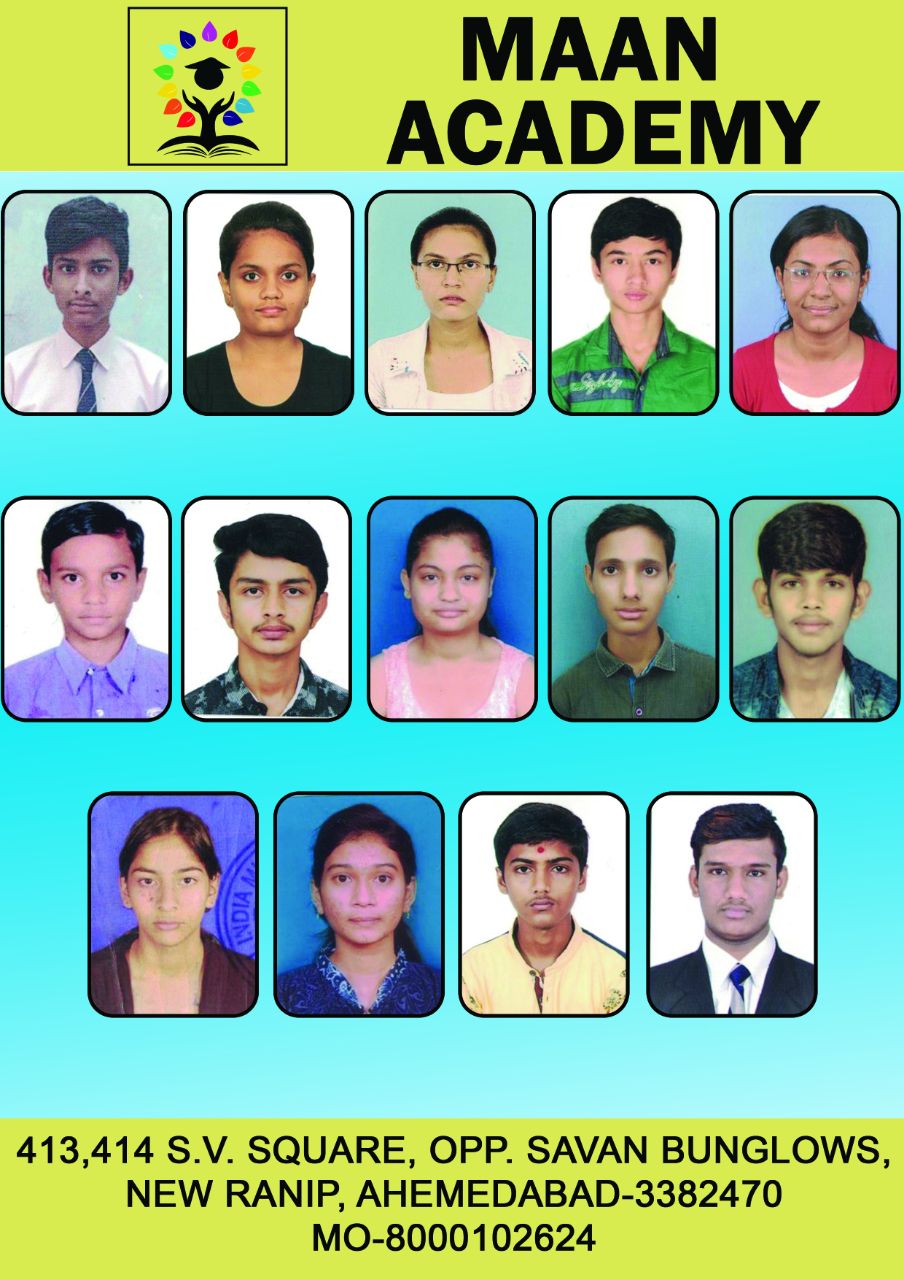 MAAN
ACADEMY
413,414 S.V. SQUARE, OPP. SAVAN BUNGLOWS,
NEW RANIP, AHEMEDABAD-3382470
MO-8000102624